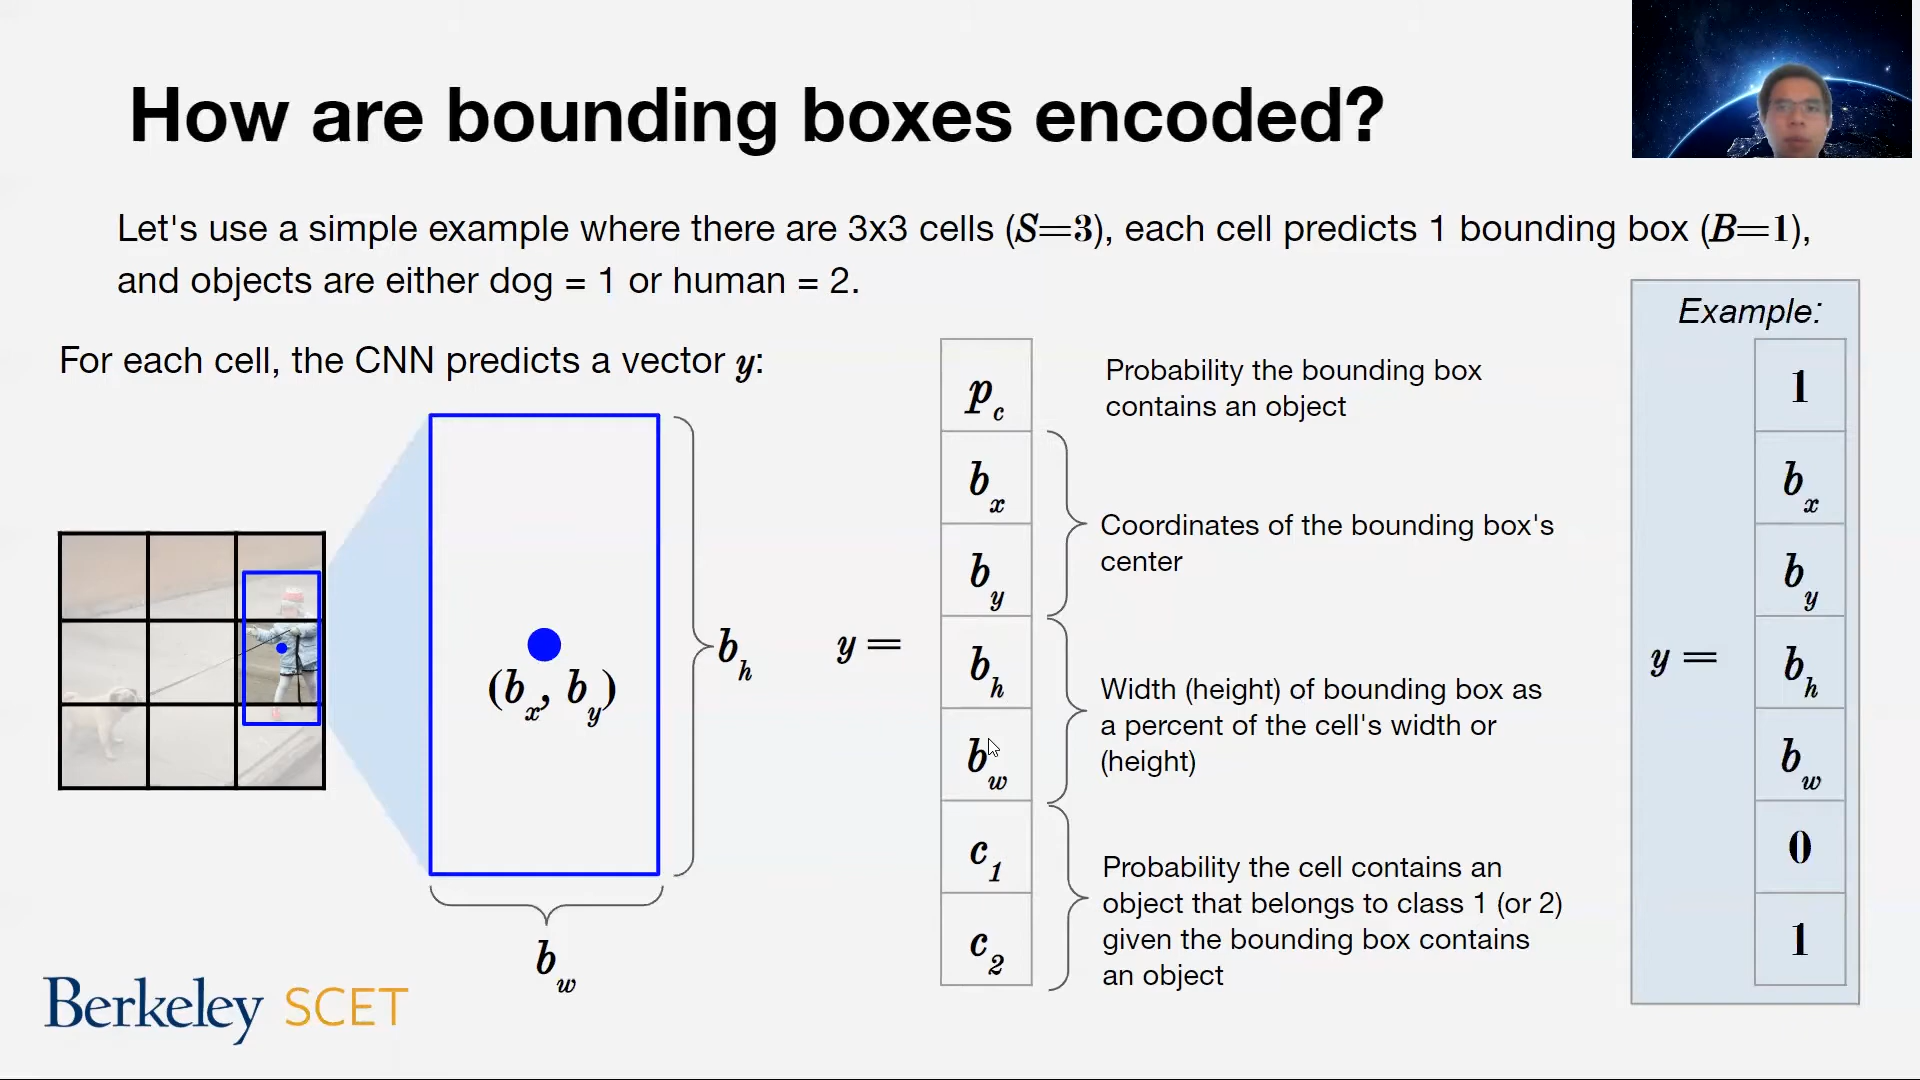 How are bounding boxes encoded?
Let's use a simple example where there are 3x3 cells (S=3), each cell predicts 1 bounding box (B=1),
and objects are either dog = 1 or human = 2.
For each cell, the CNN predicts a vector y:
(b_x, b_y)
b_h
b_w
y =
p_c
b_x
b_y
b_h
b_w
c_1
c_2
Probability the bounding box
contains an object
Coordinates of the bounding box's
center
Width (height) of bounding box as
a percent of the cell's width or
(height)
Probability the cell contains an
object that belongs to class 1 (or 2)
given the bounding box contains
an object
Example:
y =
1
b_x
b_y
b_h
b_w
0
1
Berkeley SCET